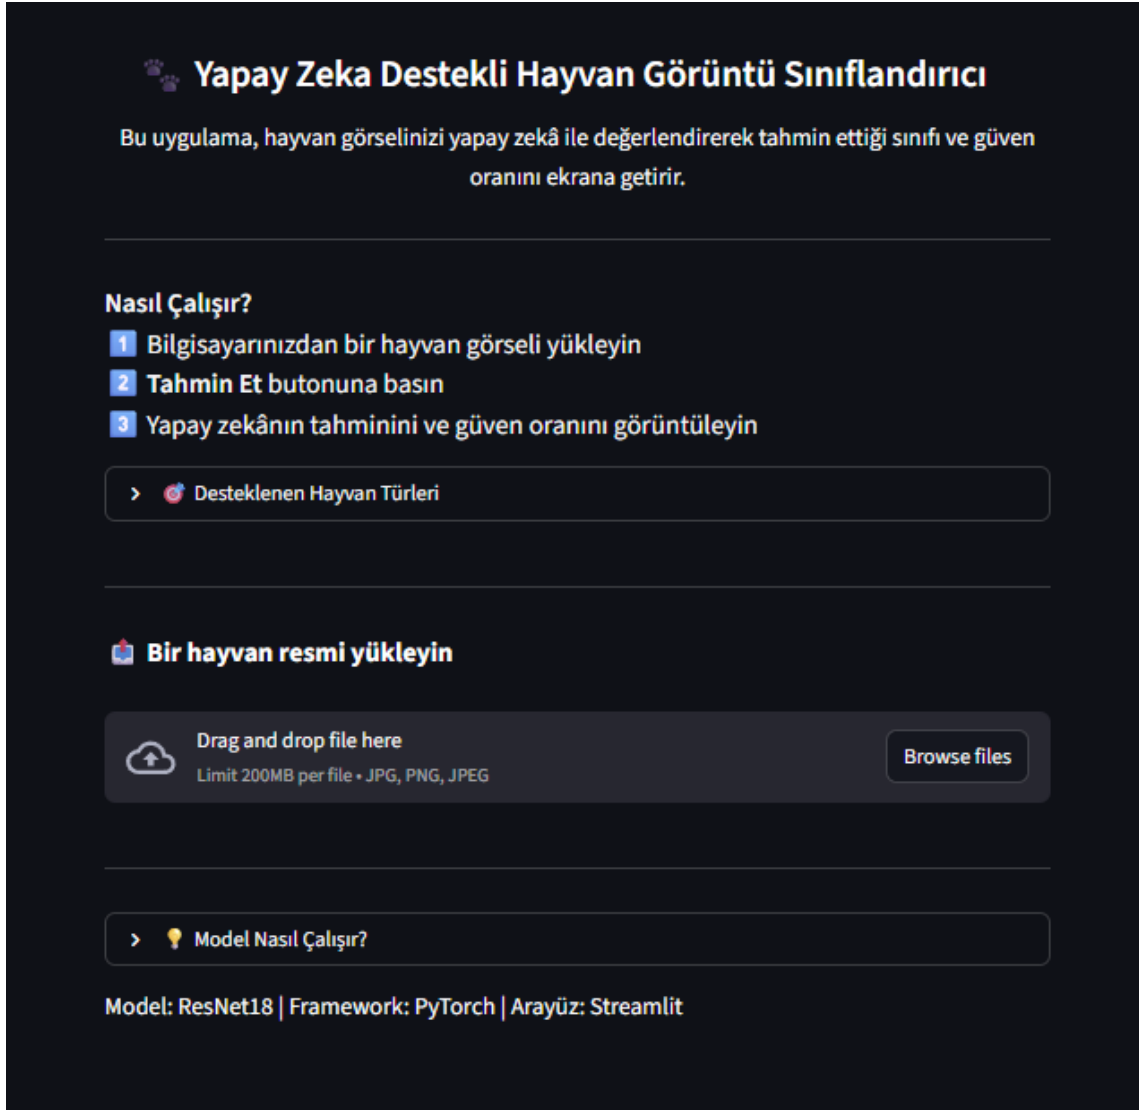 🐾 Yapay Zeka Destekli Hayvan Görüntü Sınıflandırıcı
Bu uygulama, hayvan görselinizi yapay zekâ ile değerlendirerek tahmin ettiği sınıfı ve güven
oranını ekrana getirir.
Nasıl Çalışır?
1️⃣ Bilgisayarınızdan bir hayvan görseli yükleyin
2️⃣ Tahmin Et butonuna basın
3️⃣ Yapay zekânın tahminini ve güven oranını görüntüleyin
🎯 Desteklenen Hayvan Türleri
📤 Bir hayvan resmi yükleyin
Drag and drop file here
Limit 200MB per file • JPG, PNG, JPEG
Browse files
💡 Model Nasıl Çalışır?
Model: ResNet18 | Framework: PyTorch | Arayüz: Streamlit